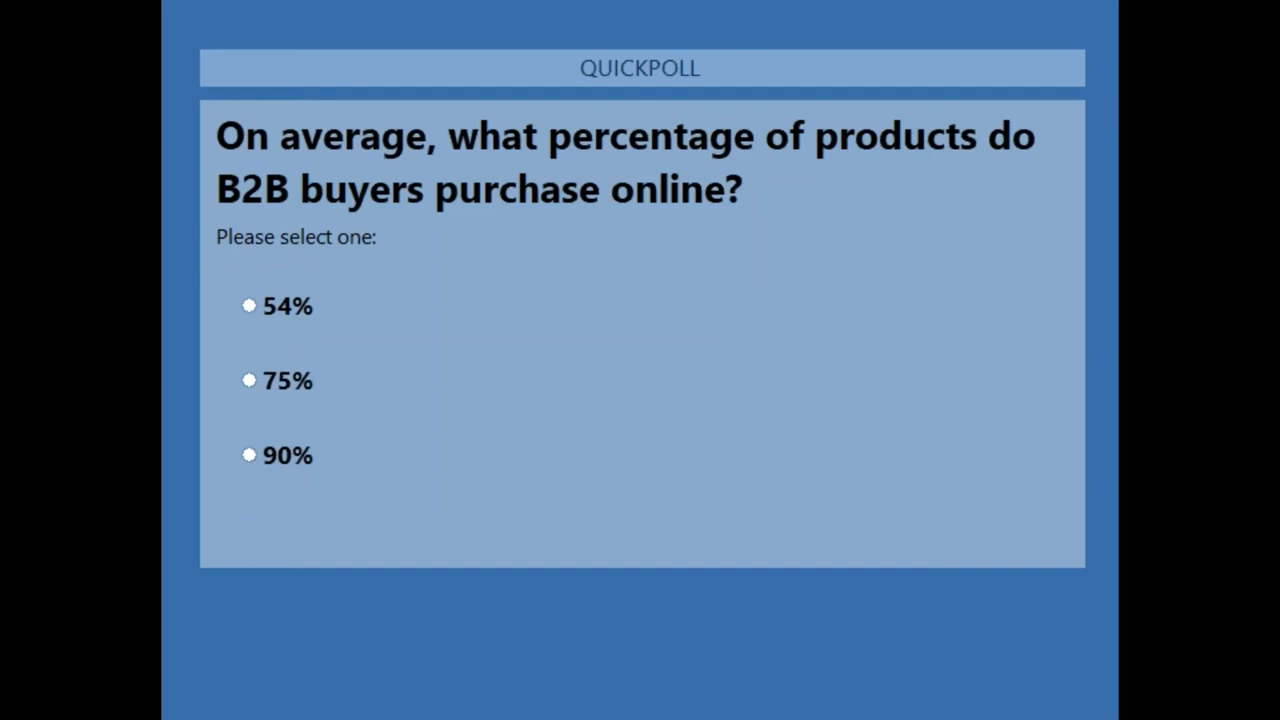 QUICKPOLL
On average, what percentage of products do
B2B buyers purchase online?
Please select one:
54%
75%
90%